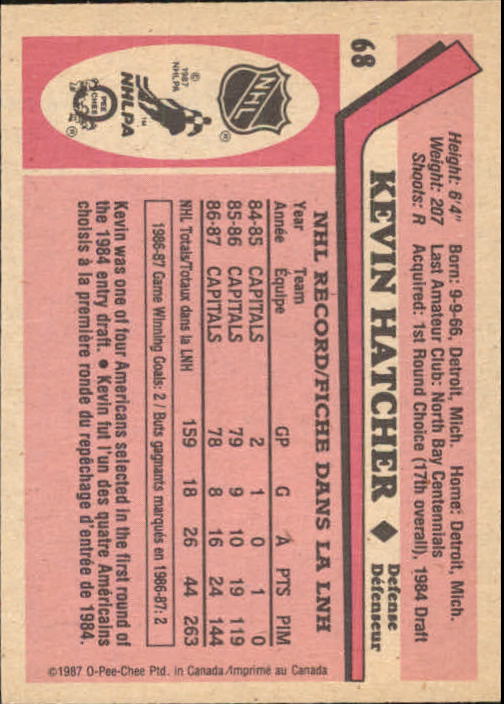 68
Height: 6'4" Born: 9-9-66, Detroit, Mich. Home: Detroit, Mich.
Weight: 207 Last Amateur Club: North Bay Centennials
Shoots: R Acquired: 1st Round Choice (17th overall), 1984 Draft
KEVIN HATCHER ◆ Defense
Défenseur
NHL
®
© 1987 NHLPA
NHLPA
™
O PEE CHEE
®
NHL RECORD/FICHE DANS LA LNH
Year Team
Année Équipe GP G A PTS PIM
84-85 CAPITALS 2 1 0 1 0
85-86 CAPITALS 79 9 10 19 119
86-87 CAPITALS 78 8 16 24 144
NHL Totals/Totaux dans la LNH 159 18 26 44 263
1986-87 Game Winning Goals: 2 / Buts gagnants marqués en 1986-87: 2
Kevin was one of four Americans selected in the first round of
the 1984 entry draft. ● Kevin fut l'un des quatre Américains
choisis à la première ronde du repêchage d'entrée de 1984.
©1987 O-Pee-Chee Ptd. in Canada/Imprimé au Canada